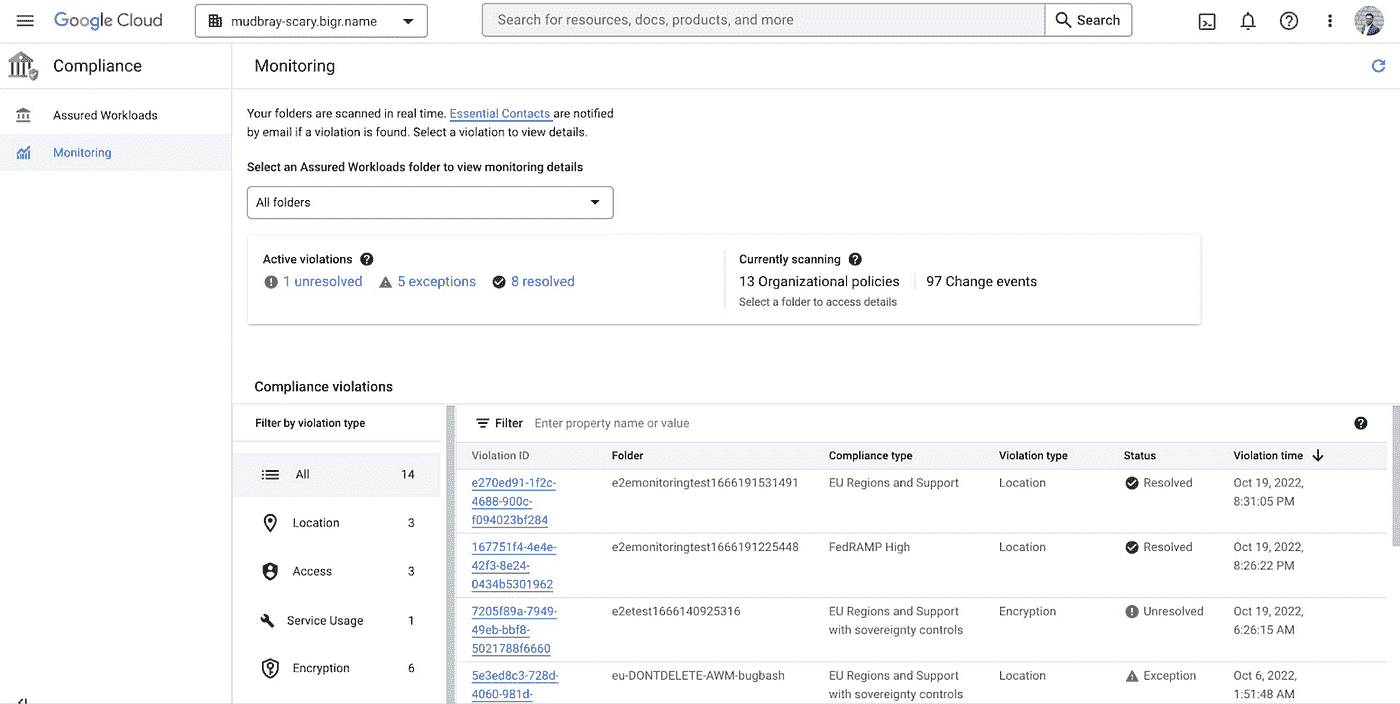 Google Cloud
mudbray-scary.bigr.name
Search for resources, docs, products, and more
Search
Compliance
Assured Workloads
Monitoring
Monitoring
Your folders are scanned in real time. Essential Contacts are notified
by email if a violation is found. Select a violation to view details.
Select an Assured Workloads folder to view monitoring details
All folders
Active violations
1 unresolved
5 exceptions
8 resolved
Currently scanning
13 Organizational policies
97 Change events
Select a folder to access details
Compliance violations
Filter by violation type
All 14
Location 3
Access 3
Service Usage 1
Encryption 6
Filter Enter property name or value
Violation ID Folder Compliance type Violation type Status Violation time
e270ed91-1f2c- e2emonitoringtest1666191531491 EU Regions and Support Location Resolved Oct 19, 2022,
4688-900c- 8:31:05 PM
f094023bf284
167751f4-4e4e- e2emonitoringtest1666191225448 FedRAMP High Location Resolved Oct 19, 2022,
42f3-8e24- 8:26:22 PM
0434b5301962
7205f89a-7949- e2etest1666140925316 EU Regions and Support Encryption Unresolved Oct 19, 2022,
49eb-bbf8- with sovereignty controls 6:26:15 AM
5021788f6660
5e3ed8c3-728d- eu-DONTDELETE-AWM-bugbash EU Regions and Support Location Exception Oct 6, 2022,
4060-981d- with sovereignty controls 1:51:48 AM